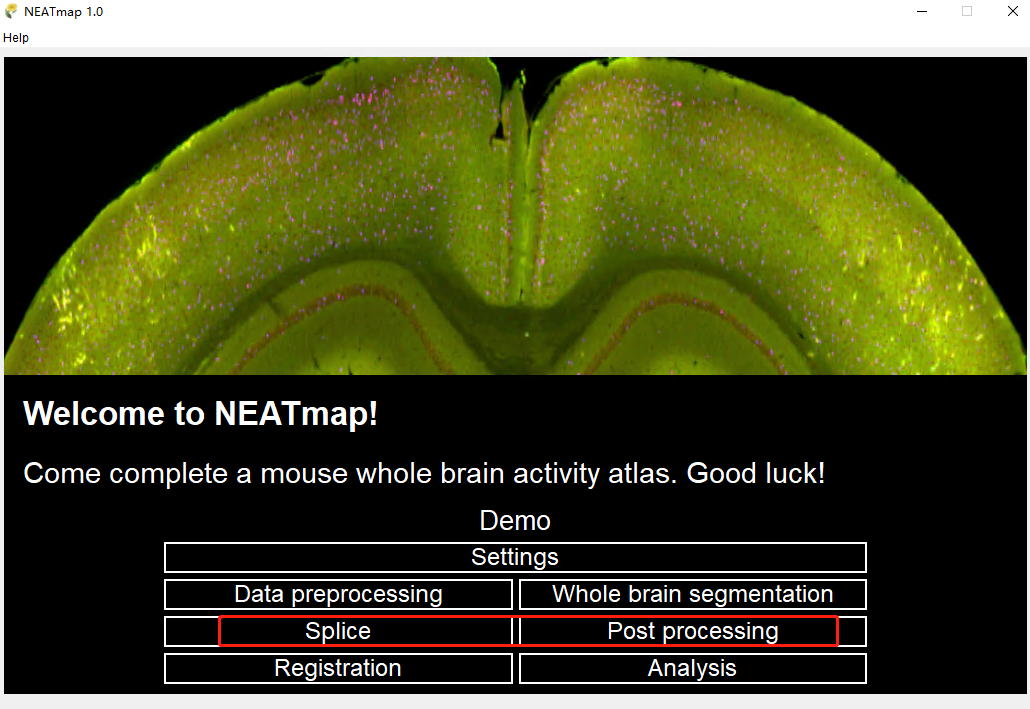 NEATmap 1.0
Help
Welcome to NEATmap!
Come complete a mouse whole brain activity atlas. Good luck!
Demo
Settings
Data preprocessing Whole brain segmentation
Splice Post processing
Registration Analysis